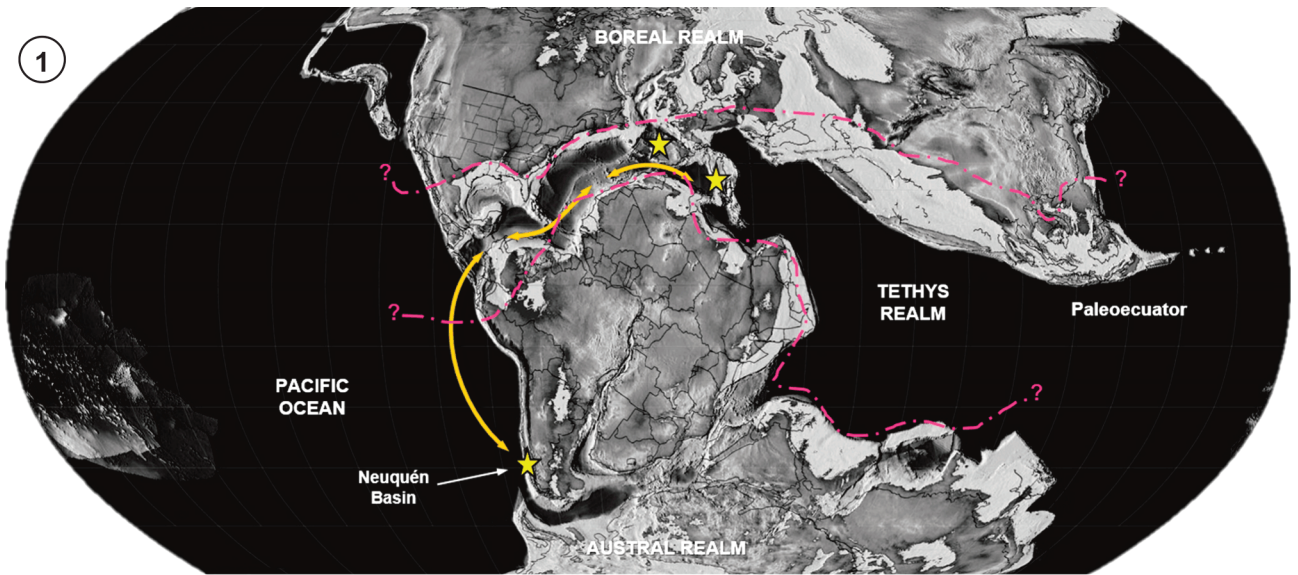 1
BOREAL REALM
?
?
TETHYS
REALM
Paleoecuator
?
PACIFIC
OCEAN
?
Neuquén
Basin
AUSTRAL REALM